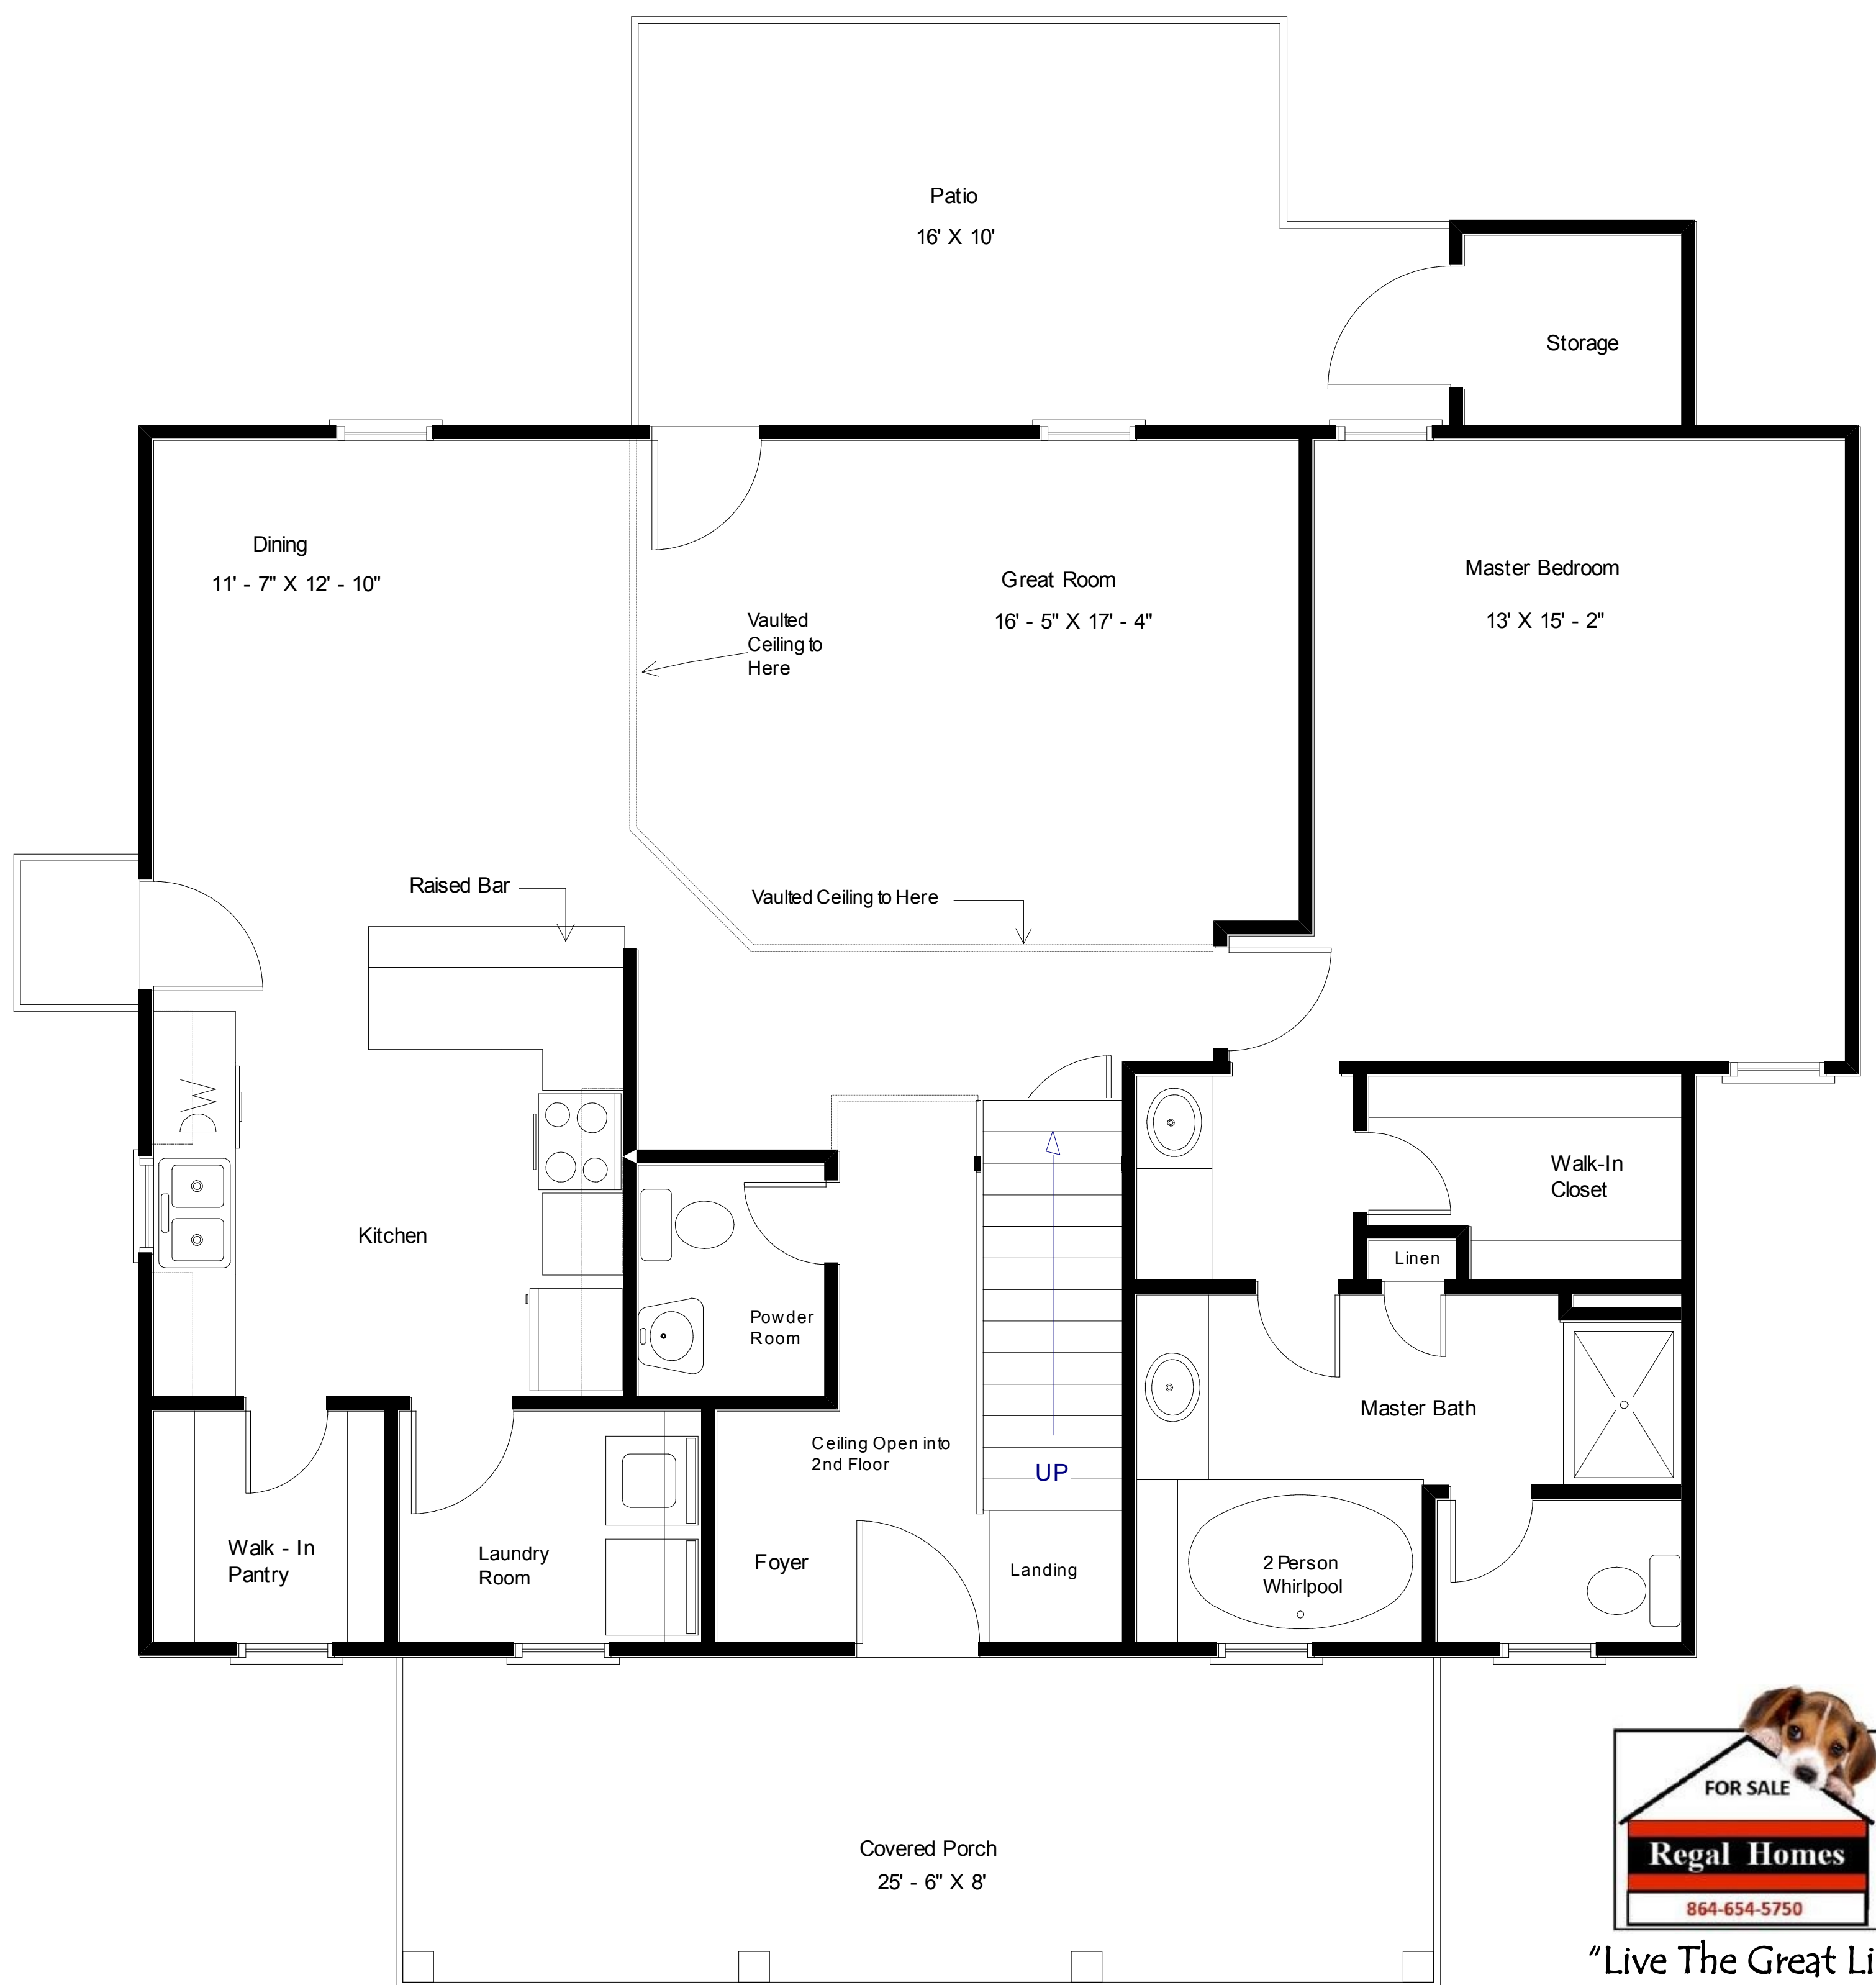 Patio
16' X 10'
Storage
Dining
11' - 7" X 12' - 10"
Great Room
16' - 5" X 17' - 4"
Master Bedroom
13' X 15' - 2"
Vaulted
Ceiling to
Here
Raised Bar
Vaulted Ceiling to Here
DW
Walk-In
Closet
Kitchen
Linen
Powder
Room
Master Bath
Ceiling Open into
2nd Floor
UP
Walk - In
Pantry
Laundry
Room
Foyer
Landing
2 Person
Whirlpool
Covered Porch
25' - 6" X 8'
FOR SALE
Regal Homes
864-654-5750
"Live The Great Li